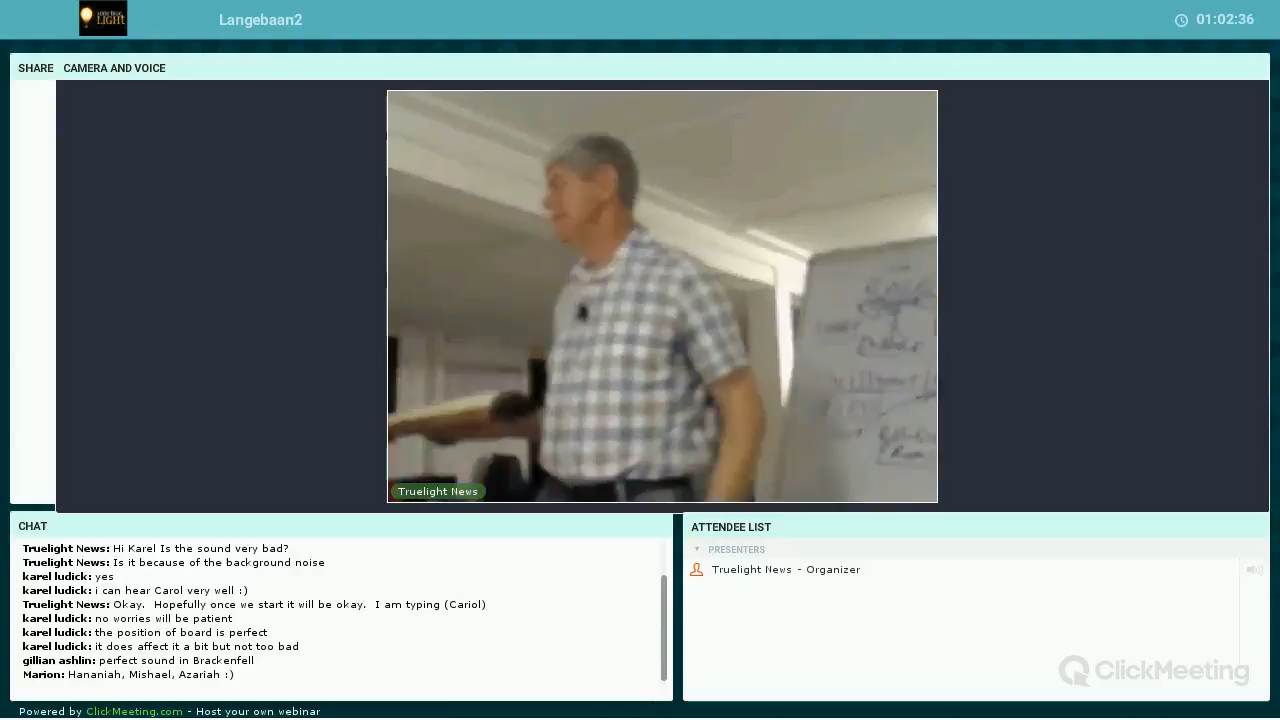 LIGHT
Langebaan2
01:02:36
SHARE CAMERA AND VOICE
Truelight News
CHAT
Truelight News: Hi Karel Is the sound very bad?
Truelight News: Is it because of the background noise
karel ludick: yes
karel ludick: i can hear Carol very well :)
Truelight News: Okay. Hopefully once we start it will be okay. I am typing (Cariol)
karel ludick: no worries will be patient
karel ludick: the position of board is perfect
karel ludick: it does affect it a bit but not too bad
gillian ashlin: perfect sound in Brackenfell
Marion: Hananiah, Mishael, Azariah :)
ATTENDEE LIST
PRESENTERS
Truelight News - Organizer
ClickMeeting
Powered by ClickMeeting.com - Host your own webinar